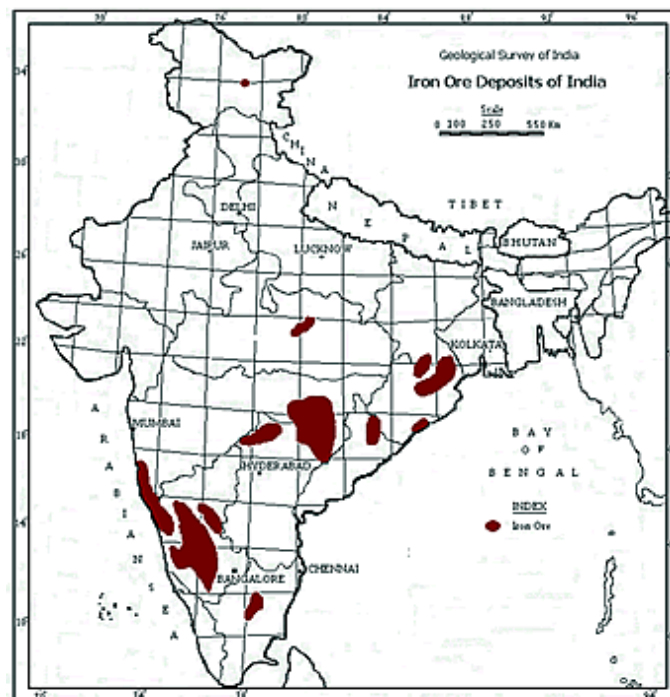 Geological Survey of India
Iron Ore Deposits of India
Scale
0 100 250 550 Km
CHINA
TIBET
DELHI
NEPAL
JAIPUR
LUCKNOW
BHUTAN
BANGLADESH
KOLKATA
ARABIAN SEA
MUMBAI
BAY
OF
BENGAL
HYDERABAD
INDEX
Iron Ore
BANGALORE
CHENNAI